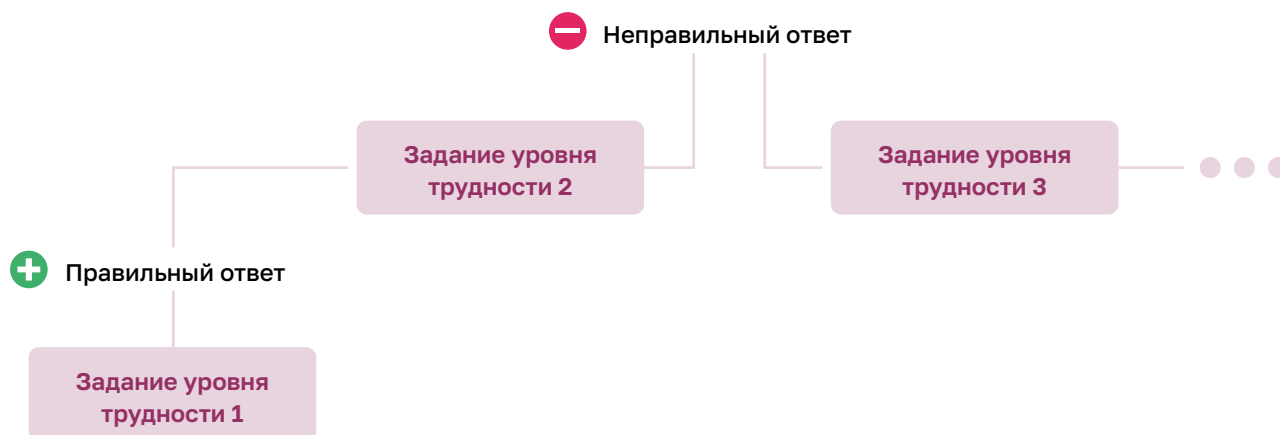 Неправильный ответ
Задание уровня
трудности 2
Задание уровня
трудности 3
Правильный ответ
Задание уровня
трудности 1